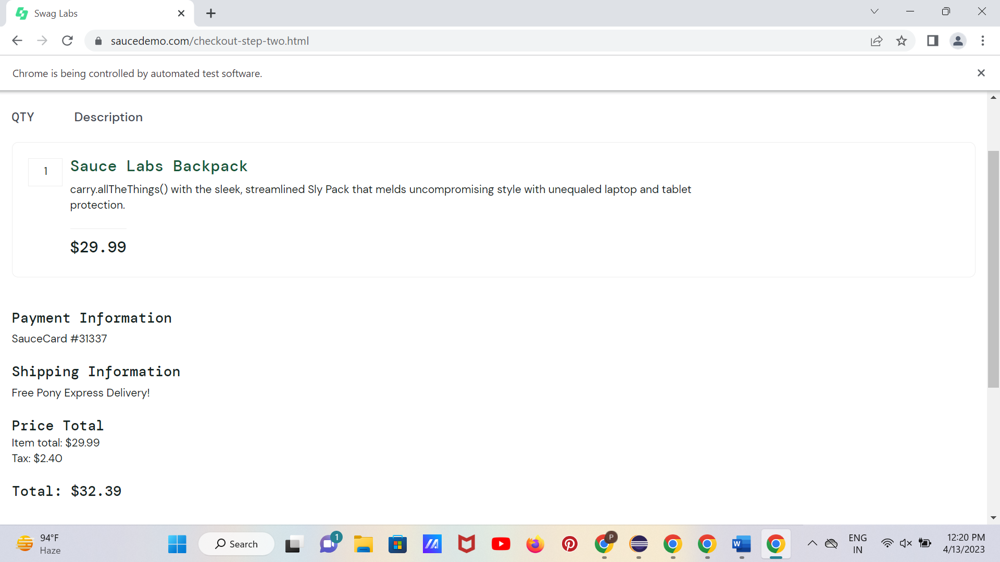 Swag Labs
saucedemo.com/checkout-step-two.html
Chrome is being controlled by automated test software.
QTY Description
1 Sauce Labs Backpack
carry.allTheThings() with the sleek, streamlined Sly Pack that melds uncompromising style with unequaled laptop and tablet
protection.
$29.99
Payment Information
SauceCard #31337
Shipping Information
Free Pony Express Delivery!
Price Total
Item total: $29.99
Tax: $2.40
Total: $32.39
94°F
Haze
Search
1
P
W
ENG
IN
12:20 PM
4/13/2023